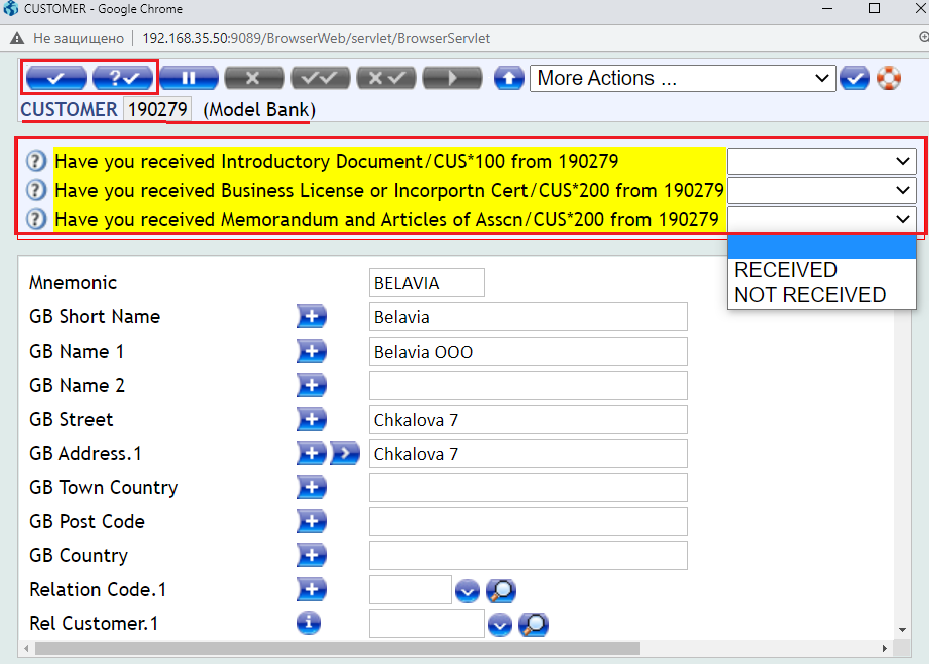 CUSTOMER - Google Chrome
Не защищено 192.168.35.50:9089/BrowserWeb/servlet/BrowserServlet
More Actions ...
CUSTOMER 190279 (Model Bank)
Have you received Introductory Document/CUS*100 from 190279
Have you received Business License or Incorportn Cert/CUS*200 from 190279
Have you received Memorandum and Articles of Asscn/CUS*200 from 190279
RECEIVED
NOT RECEIVED
Mnemonic BELAVIA
GB Short Name Belavia
GB Name 1 Belavia OOO
GB Name 2
GB Street Chkalova 7
GB Address.1 Chkalova 7
GB Town Country
GB Post Code
GB Country
Relation Code.1
Rel Customer.1